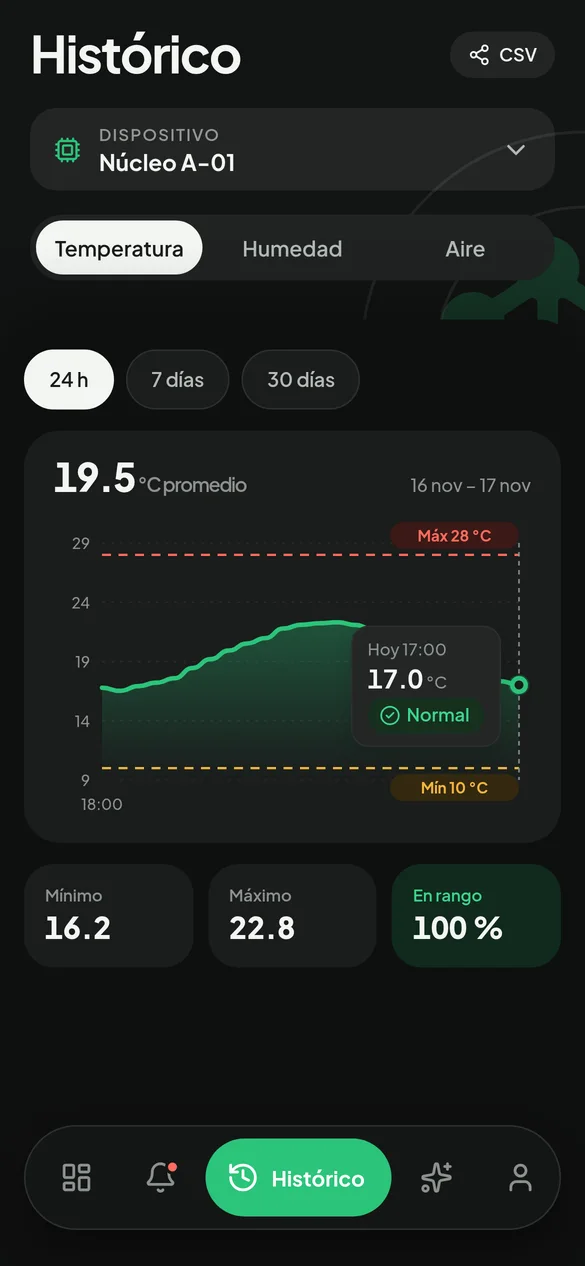 Histórico
CSV
DISPOSITIVO
Núcleo A-01
Temperatura
Humedad
Aire
24 h
7 días
30 días
19.5 °C promedio
16 nov – 17 nov
Máx 28 °C
29
24
19
14
9
Hoy 17:00
17.0 °C
Normal
Mín 10 °C
18:00
Mínimo
16.2
Máximo
22.8
En rango
100 %
Histórico